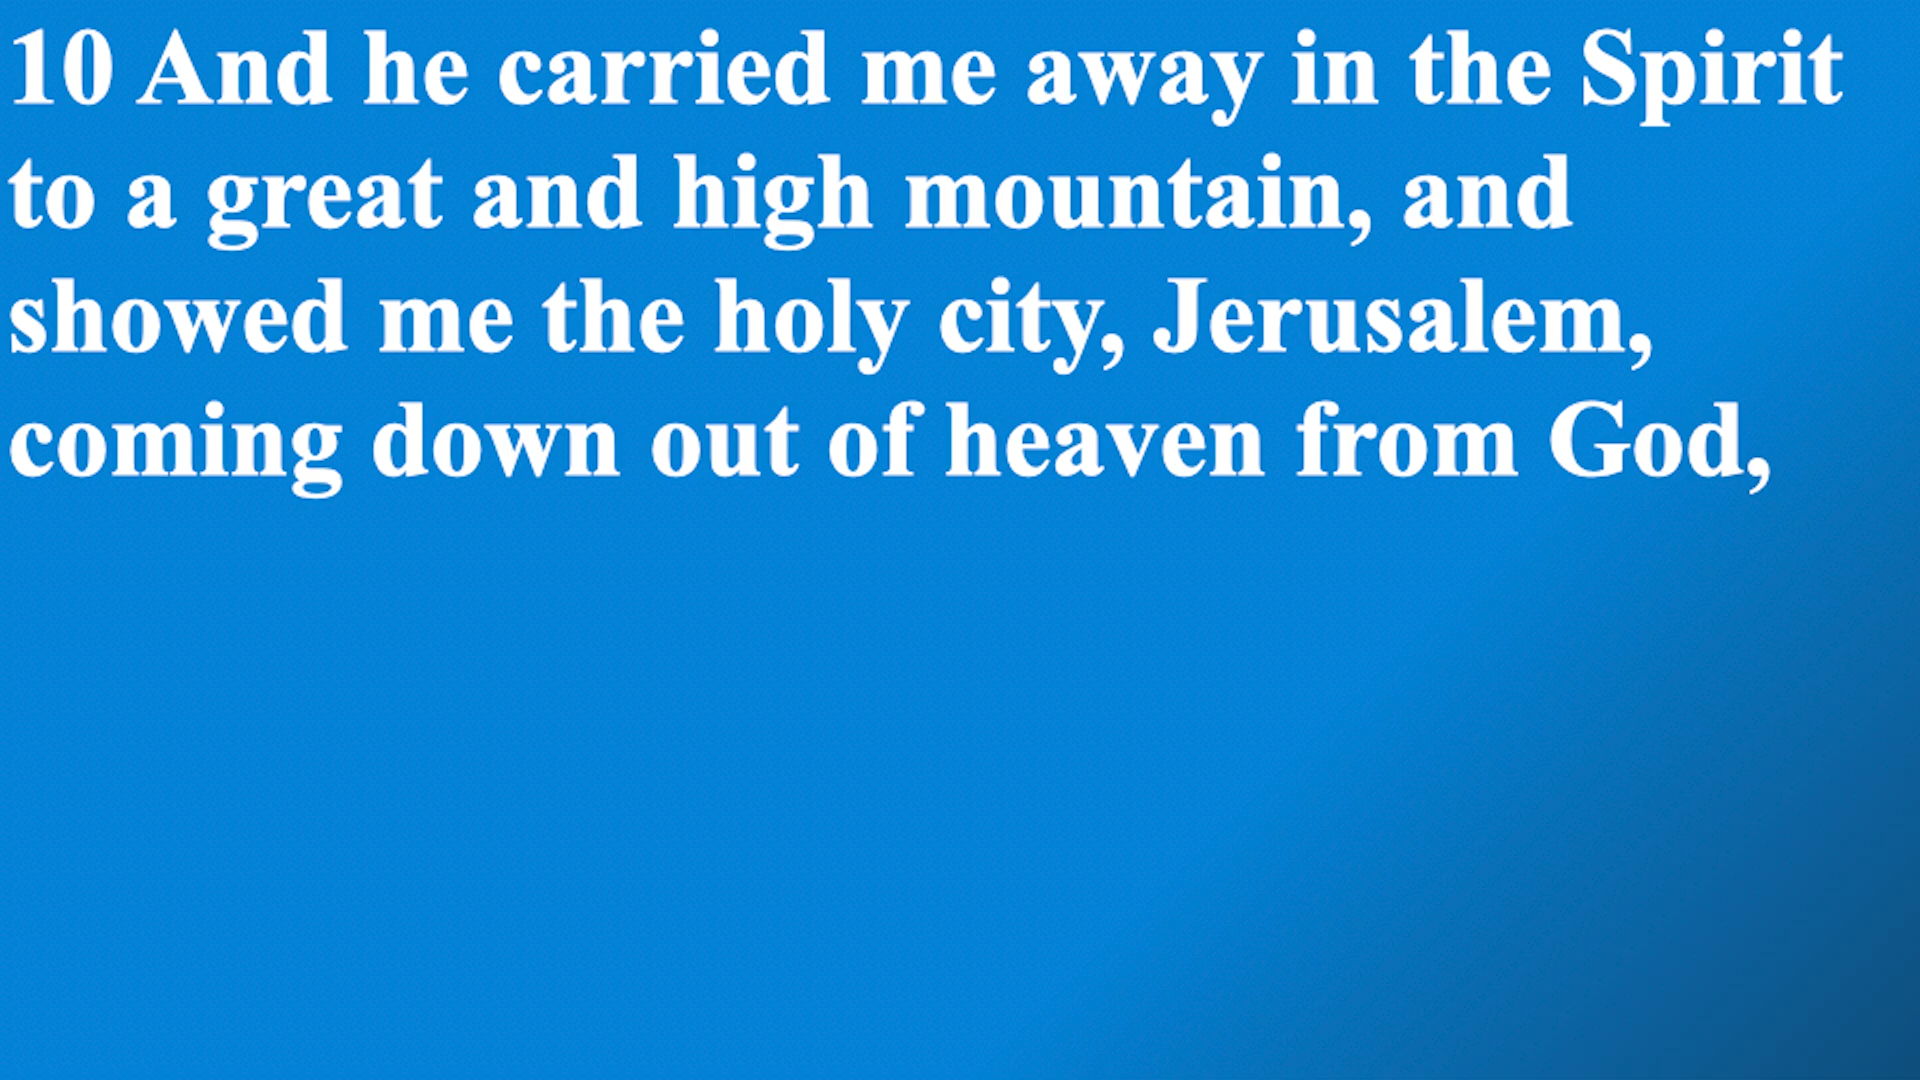 10 And he carried me away in the Spirit
to a great and high mountain, and
showed me the holy city, Jerusalem,
coming down out of heaven from God,